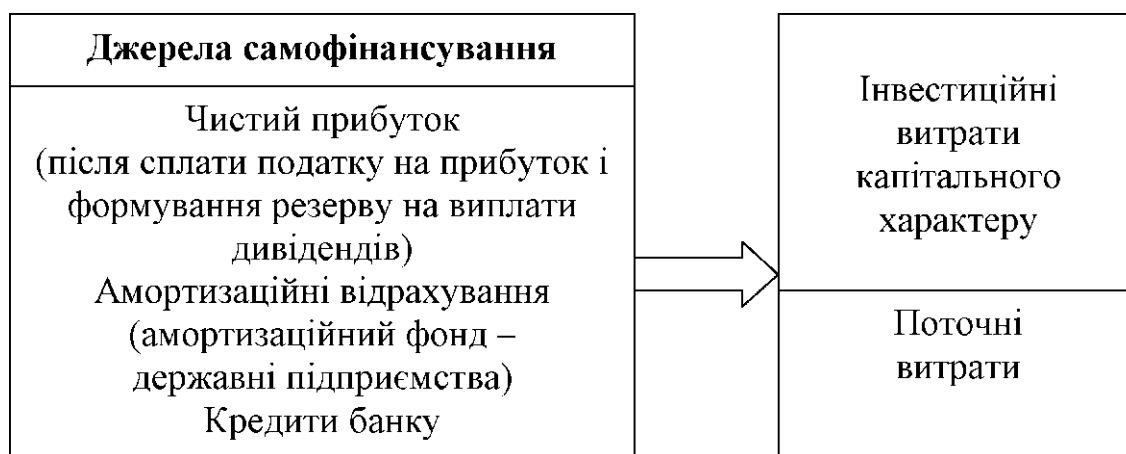 Джерела самофінансування
Чистий прибуток
(після сплати податку на прибуток і
формування резерву на виплати
дивідендів)
Амортизаційні відрахування
(амортизаційний фонд –
державні підприємства)
Кредити банку
Інвестиційні
витрати
капітального
характеру
Поточні
витрати